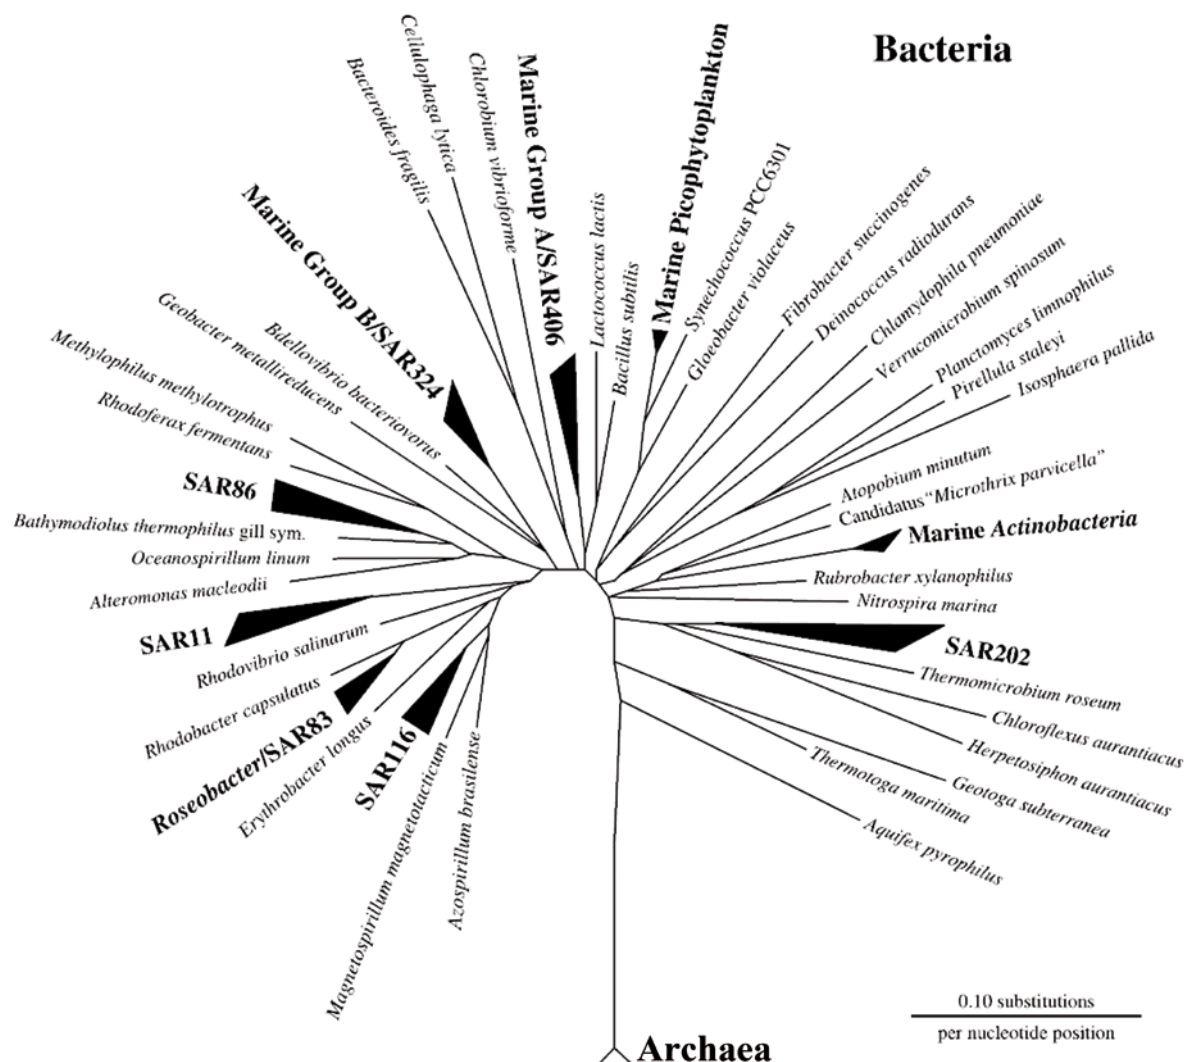 Bacteria
Cellulophaga lytica
Bacteroides fragilis
Chlorobium vibrioforme
Marine Group A/SAR406
Marine Picophytoplankton
Lactococcus lactis
Bacillus subtilis
Synechococcus PCC6301
Gloeobacter violaceus
Fibrobacter succinogenes
Deinococcus radiodurans
Chlamydophila pneumoniae
Verrucomicrobium spinosum
Planctomyces limnophilus
Pirellula staleyi
Isosphaera pallida
Atopobium minutum
Candidatus “Microthrix parvicella”
Marine Actinobacteria
Rubrobacter xylanophilus
Nitrospira marina
SAR202
Thermomicrobium roseum
Chloroflexus aurantiacus
Herpetosiphon aurantiacus
Geotoga subterranea
Thermotoga maritima
Aquifex pyrophilus
Marine Group B/SAR324
Bdellovibrio bacteriovorus
Geobacter metallireducens
Methylophilus methylotrophus
Rhodoferax fermentans
SAR86
Bathymodiolus thermophilus gill sym.
Oceanospirillum linum
Alteromonas macleodii
SAR11
Rhodovibrio salinarum
Rhodobacter capsulatus
Roseobacter/SAR83
Erythrobacter longus
SAR116
Magnetospirillum magnetotacticum
Azospirillum brasilense
Archaea
0.10 substitutions
per nucleotide position